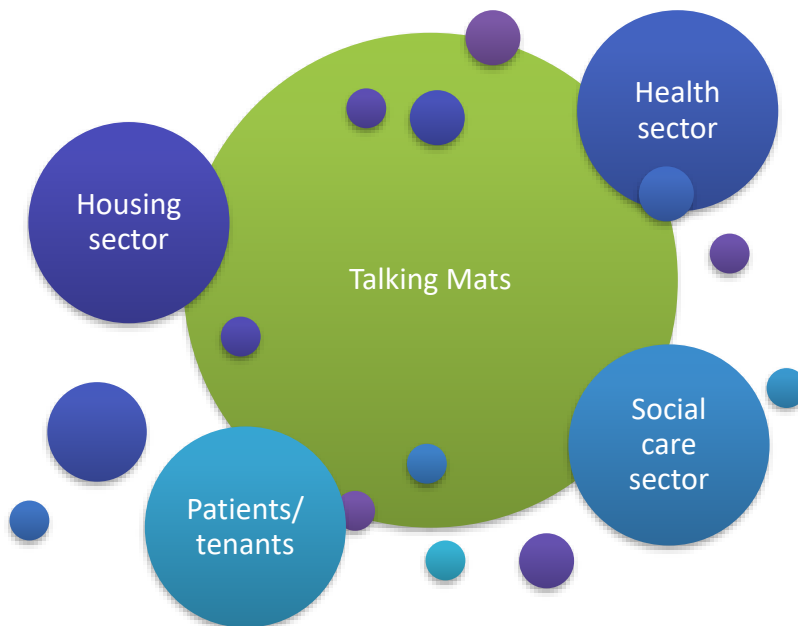 Health
sector
Housing
sector
Talking Mats
Social
care
sector
Patients/
tenants